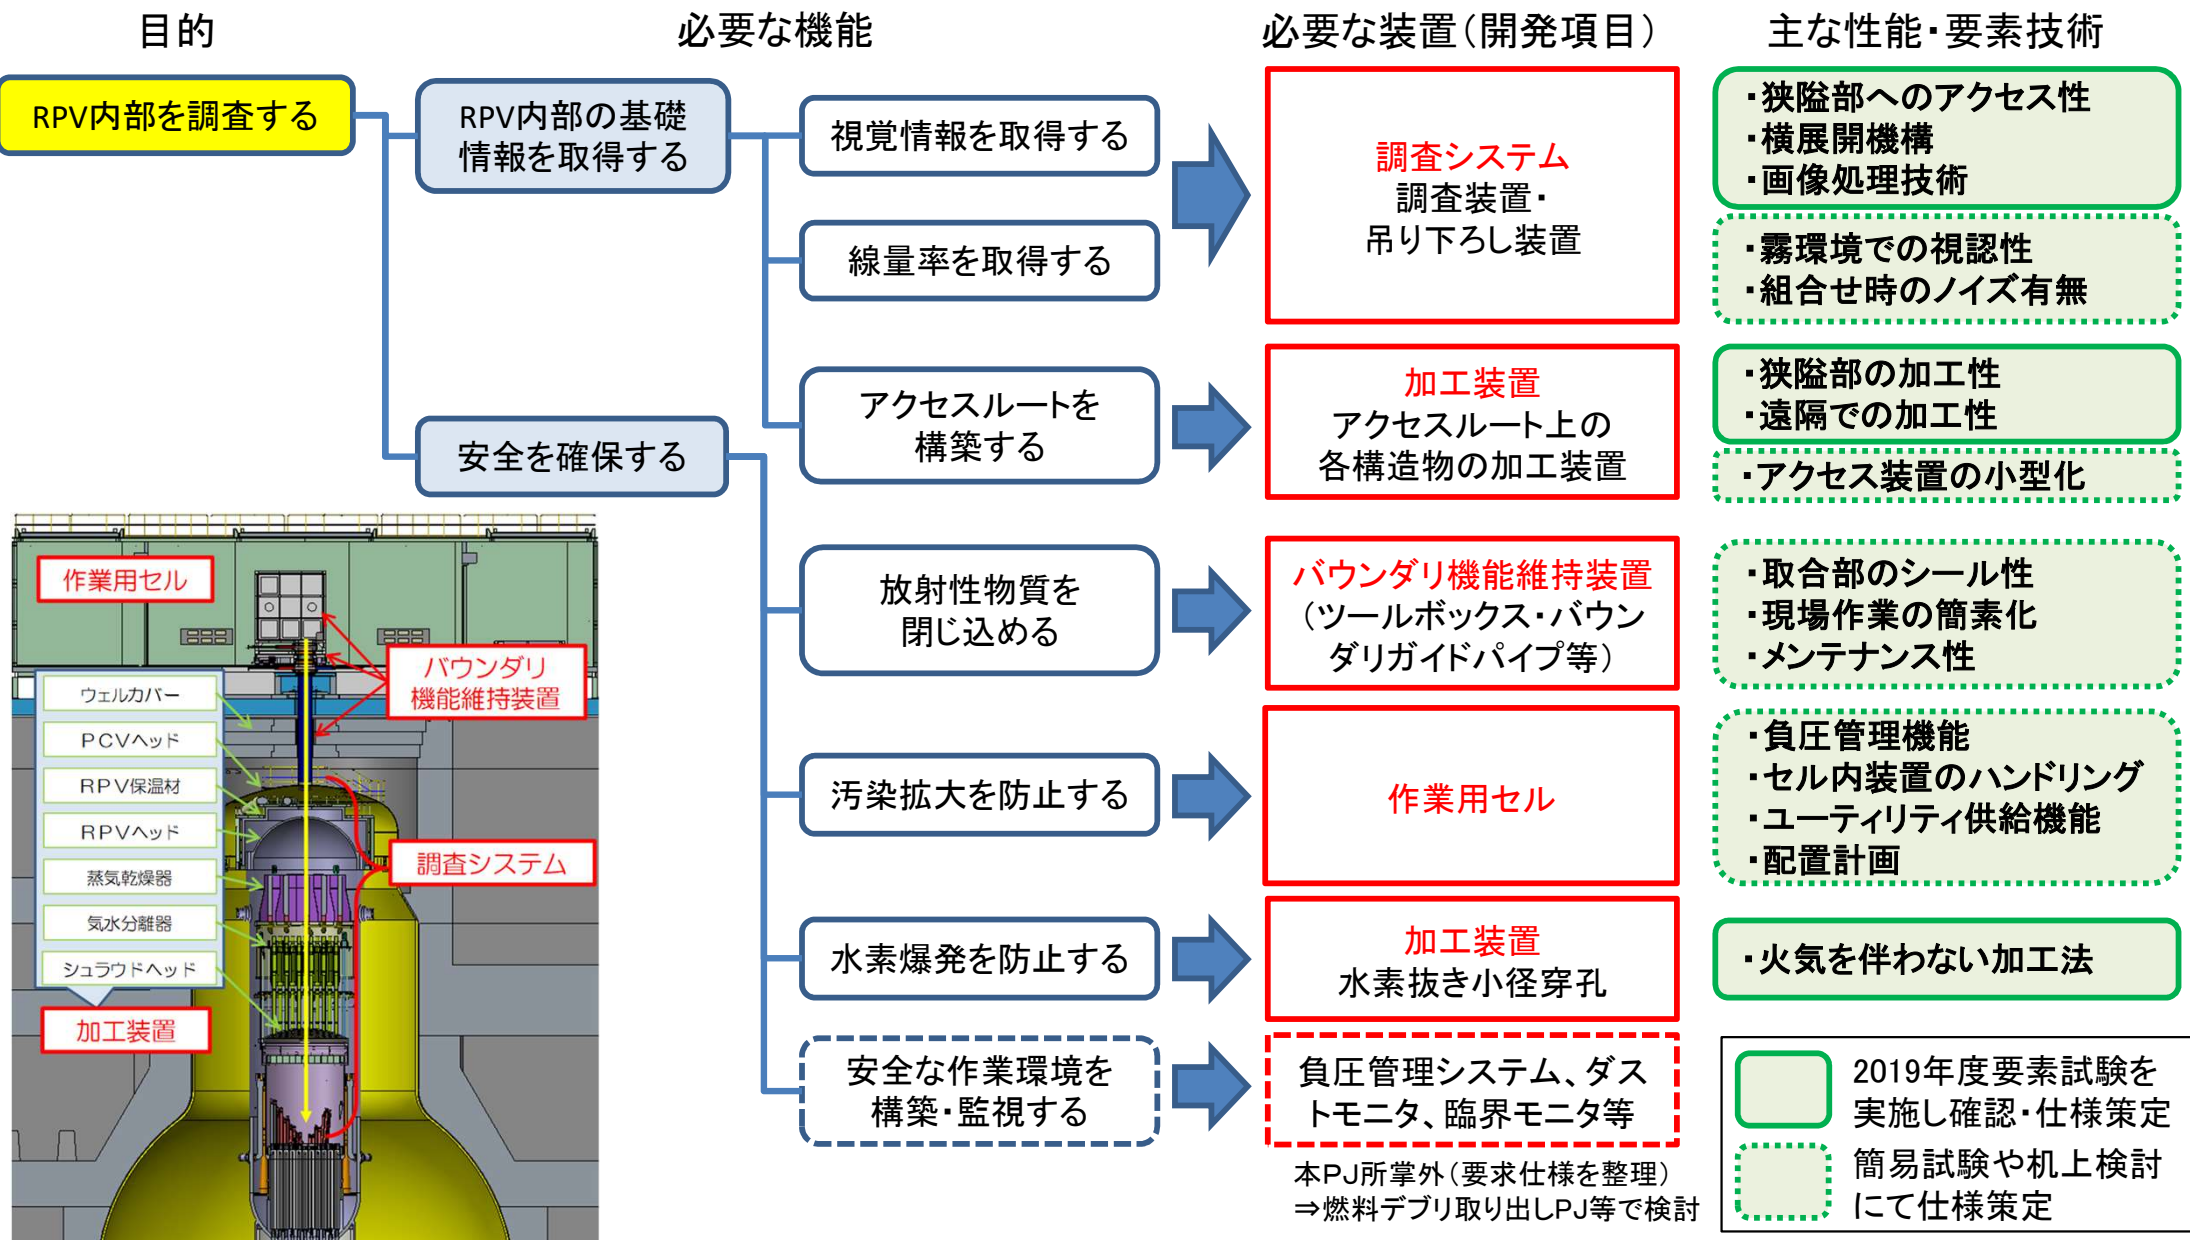 目的
必要な機能
必要な装置（開発項目）
主な性能・要素技術
RPV内部を調査する
RPV内部の基礎
情報を取得する
安全を確保する
視覚情報を取得する
線量率を取得する
アクセスルートを
構築する
放射性物質を
閉じ込める
汚染拡大を防止する
水素爆発を防止する
安全な作業環境を
構築・監視する
調査システム
調査装置・
吊り下ろし装置
加工装置
アクセスルート上の
各構造物の加工装置
バウンダリ機能維持装置
（ツールボックス・バウン
ダリガイドパイプ等）
作業用セル
加工装置
水素抜き小径穿孔
負圧管理システム、ダス
トモニタ、臨界モニタ等
本PJ所掌外（要求仕様を整理）
⇒燃料デブリ取り出しPJ等で検討
・狭隘部へのアクセス性
・横展開機構
・画像処理技術
・霧環境での視認性
・組合せ時のノイズ有無
・狭隘部の加工性
・遠隔での加工性
・アクセス装置の小型化
・取合部のシール性
・現場作業の簡素化
・メンテナンス性
・負圧管理機能
・セル内装置のハンドリング
・ユーティリティ供給機能
・配置計画
・火気を伴わない加工法
2019年度要素試験を
実施し確認・仕様策定
簡易試験や机上検討
にて仕様策定
作業用セル
バウンダリ
機能維持装置
ウェルカバー
PCVヘッド
RPV保温材
RPVヘッド
蒸気乾燥器
気水分離器
シュラウドヘッド
調査システム
加工装置